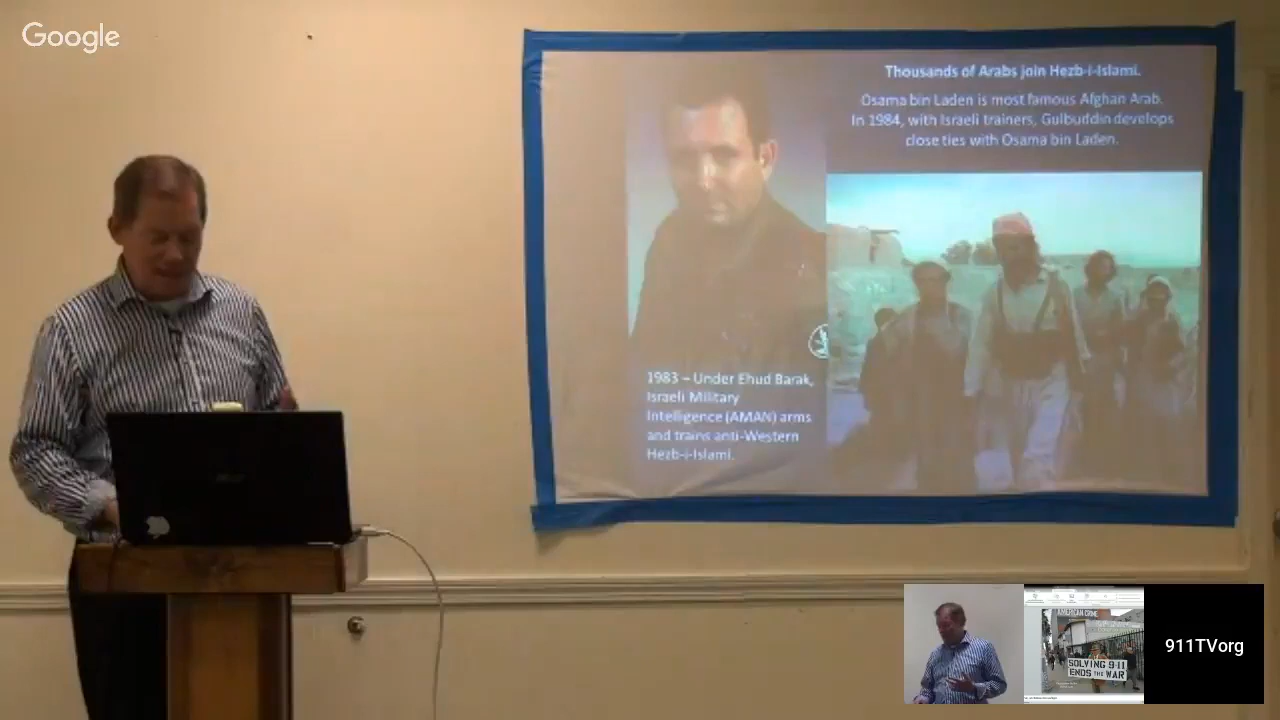 Google
Thousands of Arabs join Hezb-i-Islami.
Osama bin Laden is most famous Afghan Arab.
In 1984, with Israeli trainers, Gulbuddin develops
close ties with Osama bin Laden.
1983 – Under Ehud Barak,
Israeli Military
Intelligence (AMAN) arms
and trains anti-Western
Hezb-i-Islami.
AMERICAN CRIME
SOLVING 9-11
ENDS THE WAR
911TVorg